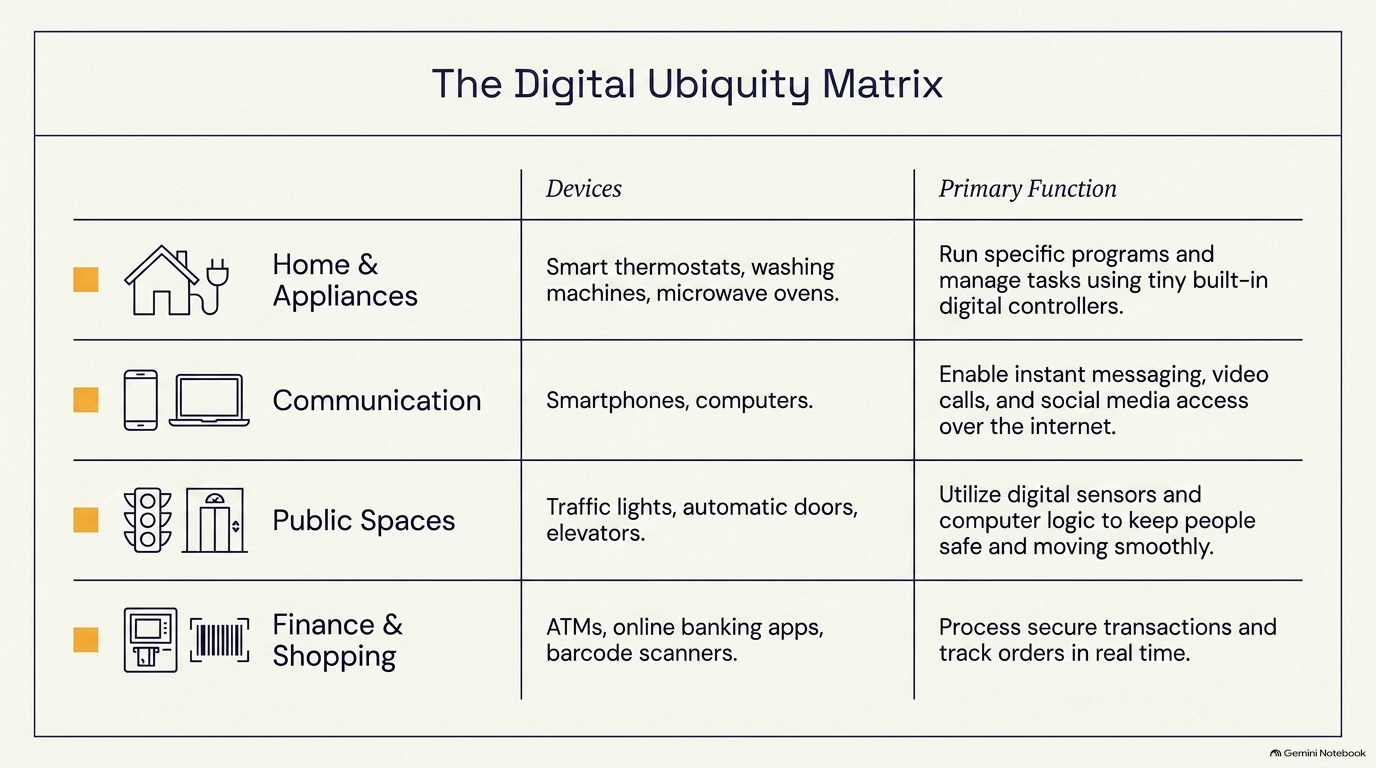 The Digital Ubiquity Matrix
Devices
Primary Function
Home &
Appliances
Smart thermostats, washing
machines, microwave ovens.
Run specific programs and
manage tasks using tiny built-in
digital controllers.
Communication
Smartphones, computers.
Enable instant messaging, video
calls, and social media access
over the internet.
Public Spaces
Traffic lights, automatic doors,
elevators.
Utilize digital sensors and
computer logic to keep people
safe and moving smoothly.
Finance &
Shopping
ATMs, online banking apps,
barcode scanners.
Process secure transactions and
track orders in real time.
Gemini Notebook